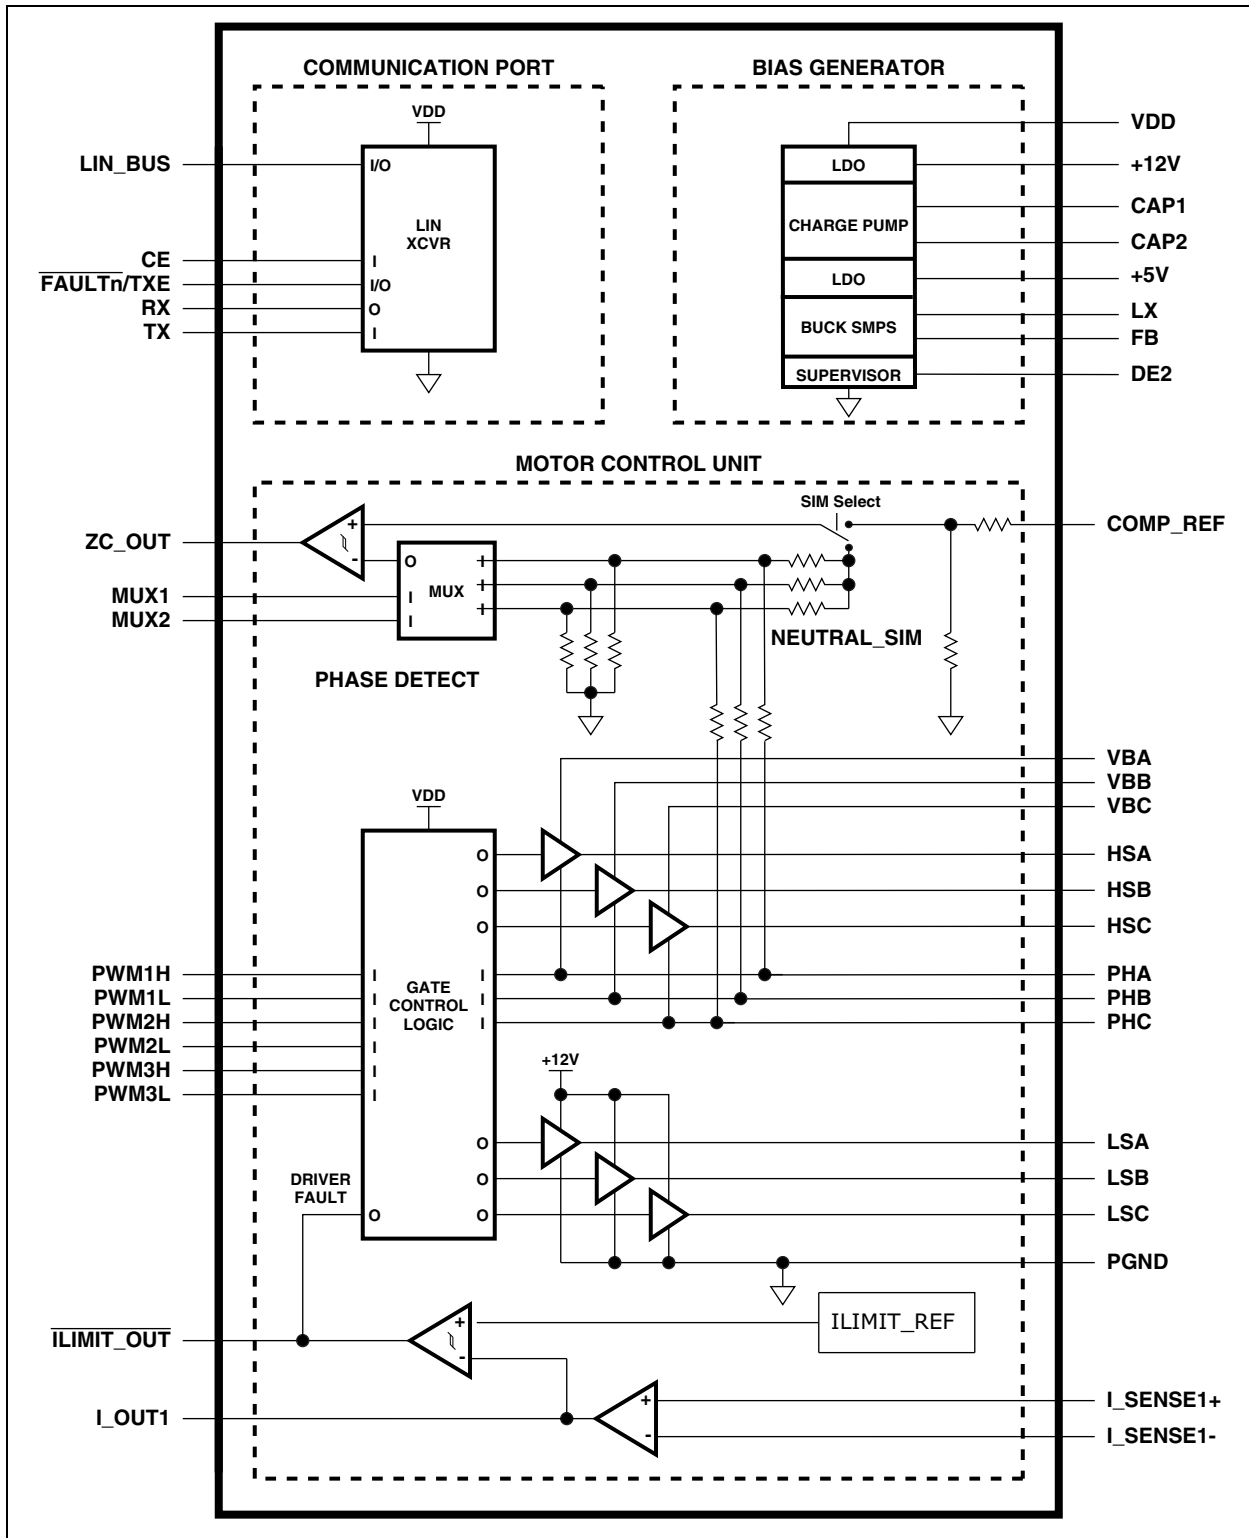 COMMUNICATION PORT
BIAS GENERATOR
VDD
LIN_BUS
I/O
LIN
XCVR
CE
I
FAULTn/TXE
I/O
RX
O
TX
I
VDD
LDO
+12V
CHARGE PUMP
CAP1
CAP2
LDO
+5V
BUCK SMPS
LX
FB
SUPERVISOR
DE2
MOTOR CONTROL UNIT
SIM Select
COMP_REF
+
-
ZC_OUT
O
I
I
I
MUX
MUX1
I
MUX2
I
NEUTRAL_SIM
PHASE DETECT
VBA
VBB
VBC
VDD
O
HSA
O
HSB
O
HSC
PWM1H
I
GATE
CONTROL
LOGIC
I
PHA
PWM1L
I
I
PHB
PWM2H
I
I
PHC
PWM2L
I
PWM3H
I
PWM3L
I
+12V
O
LSA
O
LSB
O
LSC
DRIVER
FAULT
O
PGND
ILIMIT_OUT
+
-
ILIMIT_REF
I_OUT1
+
-
I_SENSE1+
I_SENSE1-